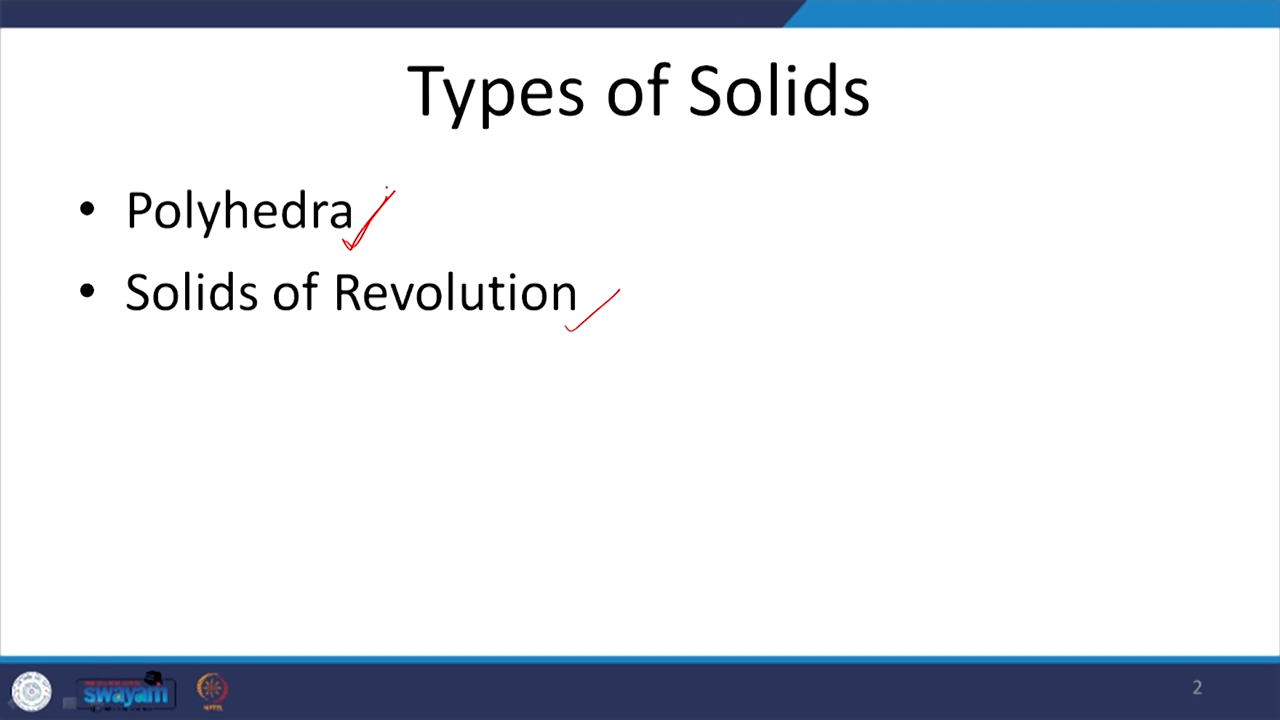 Types of Solids
• Polyhedra
• Solids of Revolution
swayam
2